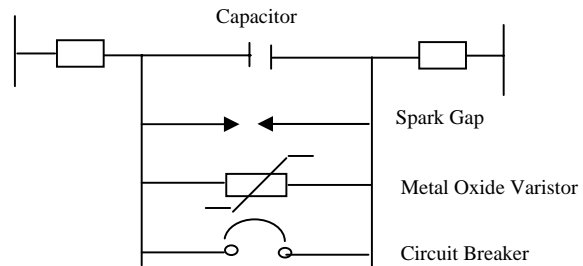 Capacitor
Spark Gap
Metal Oxide Varistor
Circuit Breaker